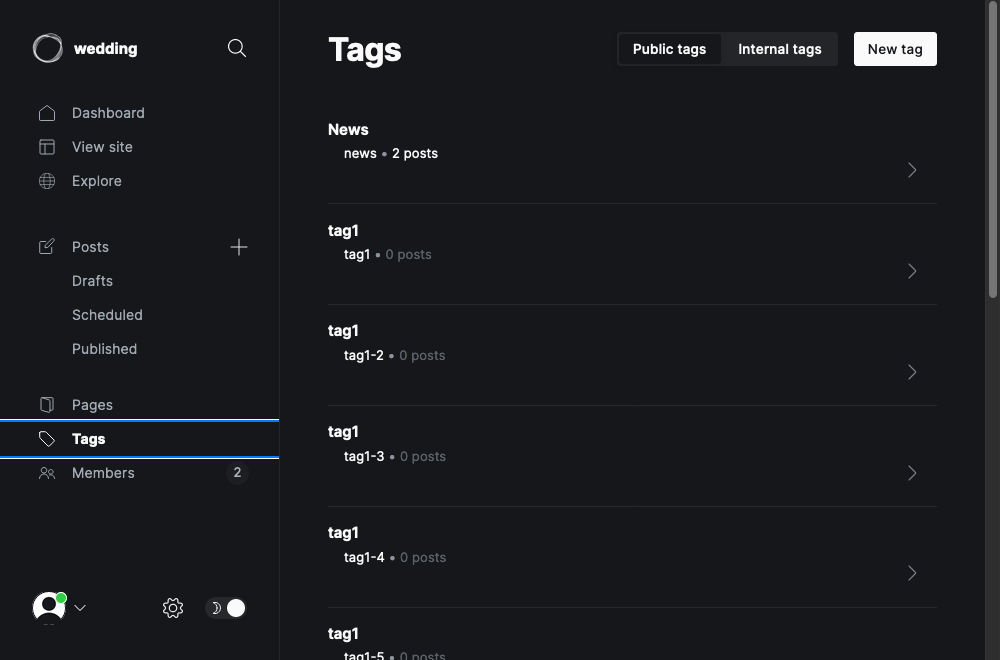 wedding
Dashboard
View site
Explore
Posts
Drafts
Scheduled
Published
Pages
Tags
Members 2
Tags
Public tags Internal tags New tag
News
news • 2 posts
tag1
tag1 • 0 posts
tag1
tag1-2 • 0 posts
tag1
tag1-3 • 0 posts
tag1
tag1-4 • 0 posts
tag1
tag1-5 • 0 posts